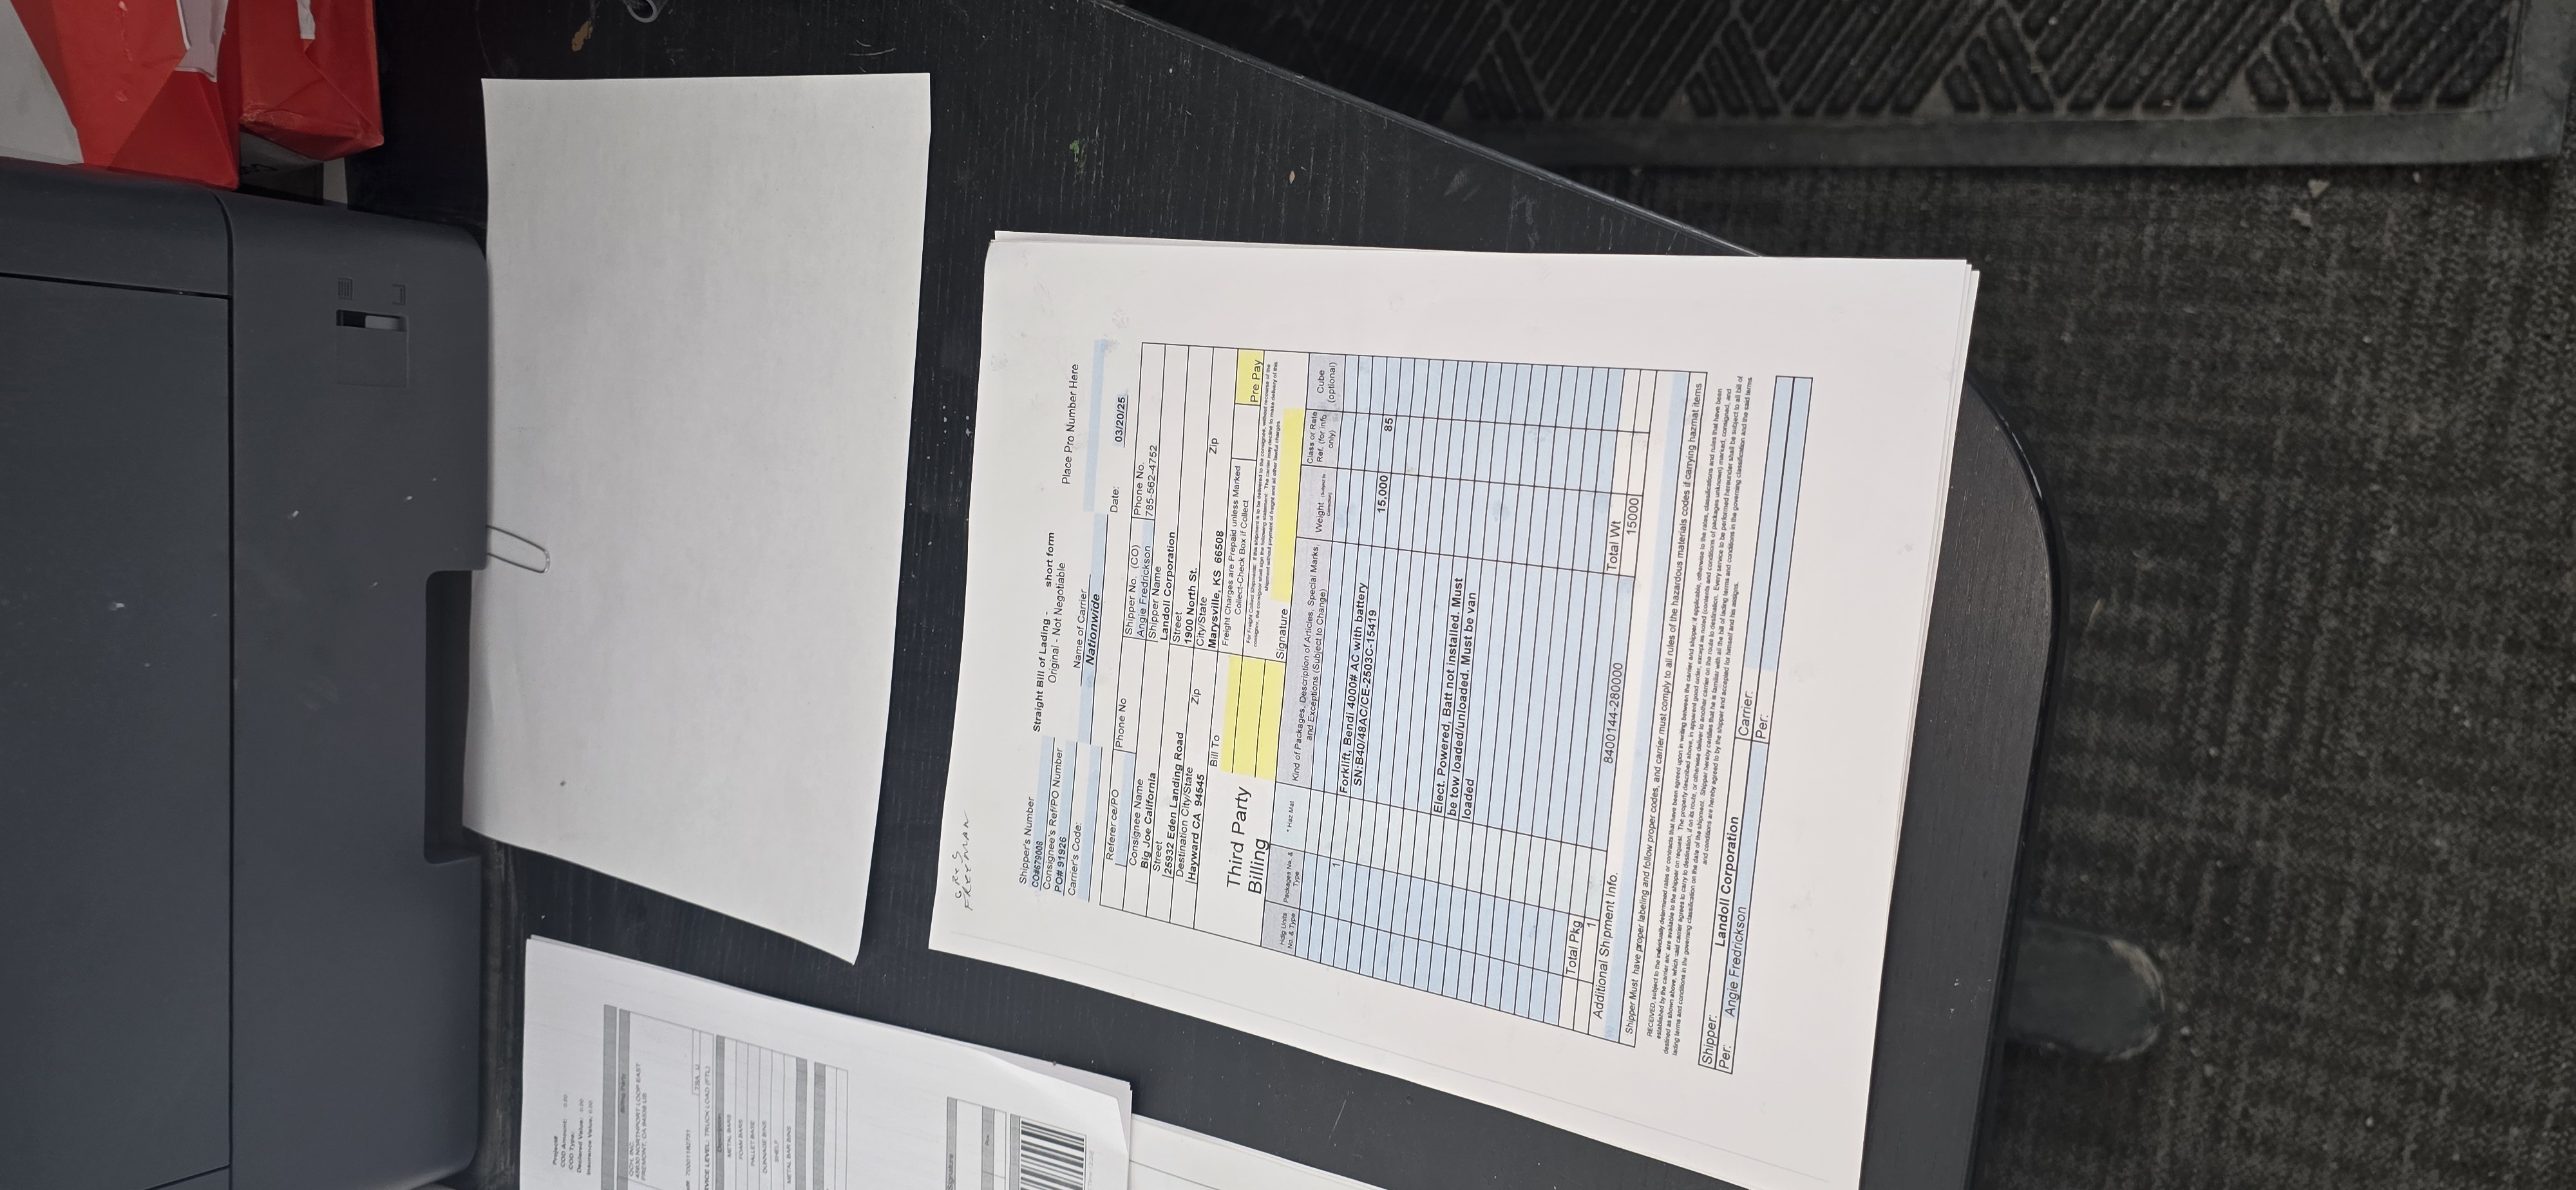 Project#
COD Amount: 0.00
COD Type:
Declared Value: 0.00
Insurance Value: 0.00
Billing Party
QCH, INC.
FREMONT, CA 94538 US
TSA
SERVICE LEVEL: TRUCK LOAD (FTL)
Description
METAL BARS
FOAM BARS
PALLET BASE
DUNNAGE BINS
SHELF
METAL BAR BINS
Signature
Pcs
FREEMAN
Shipper's Number
CO#679008
Consignee's Ref/PO Number
PO# 91926
Carrier's Code:
Straight Bill of Lading - short form
Original - Not Negotiable
Name of Carrier
Nationwide
Place Pro Number Here
Date: 03/20/25
Reference/PO
Phone No
Shipper No. (CO)
Angie Fredrickson
Phone No.
785-562-4752
Consignee Name
Big Joe California
Street
25932 Eden Landing Road
Destination City/State Zip
Hayward CA 94545
Shipper Name
Landoll Corporation
Street
1900 North St.
City/State Zip
Marysville, KS 66508
Third Party
Billing
Bill To
Freight Charges are Prepaid unless Marked
Collect-Check Box if Collect
Pre Pay
For Freight Collect Shipments: If this shipment is to be delivered to the consignee, without recourse of the
consignor, the consignor shall sign the following statement: The carrier may decline to make delivery of this
shipment without payment of freight and all other lawful charges
Signature
Hdlg Units
No. & Type
Packages No. &
Type
* Haz Mat
Kind of Packages, Description of Articles, Special Marks,
and Exceptions (Subject to Change)
Weight (Subject to
Correction)
Class or Rate
Ref. (for info
only)
Cube
(optional)
1
Forklift, Bendi 4000# AC with battery
SN:B40/48AC/CE-2503C-15419
15,000 85
Elect. Powered, Batt not installed. Must
be tow loaded/unloaded. Must be van
loaded
Total Pkg
1
8400144-280000
Total Wt
15000
Additional Shipment Info.
Shipper Must have proper labeling and follow proper codes, and carrier must comply to all rules of the hazardous materials codes if carrying hazmat items
RECEIVED, subject to the individually determined rates or contracts that have been agreed upon in writing between the carrier and shipper, if applicable, otherwise to the rates, classifications and rules that have been
established by the carrier and are available to the shipper on request. The property described above, in apparent good order, except as noted (contents and conditions of packages unknown) marked, consigned, and
destined as shown above, which said carrier agrees to carry to destination, if on its route, or otherwise deliver to another carrier on the route to destination. Every service to be performed hereunder shall be subject to all bill of
lading terms and conditions in the governing classification on the date of the shipment. Shipper hereby certifies that he is familiar with all the bill of lading terms and conditions in the governing classification and the said terms
and conditions are hereby agreed to by the shipper and accepted for himself and his assigns.
Shipper: Landoll Corporation
Per: Angie Fredrickson
Carrier:
Per: